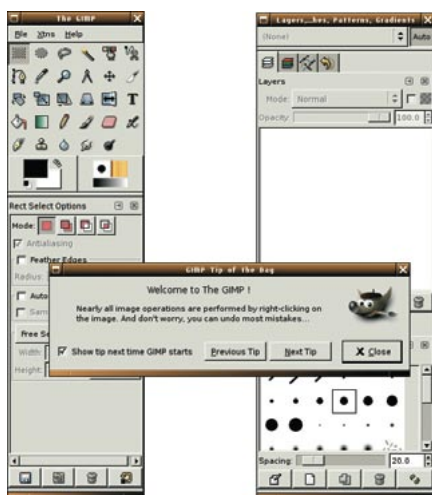 The GIMP
File Xtns Help
Rect Select Options
Mode:
Antialiasing
Feather Edges
Radius:
Auto
Sam
Free Se
Width:
Height:
Layers, ...hes, Patterns, Gradients
(None)
Auto
Layers
Mode: Normal
Opacity: 100.0
GIMP Tip of the Day
Welcome to The GIMP !
Nearly all image operations are performed by right-clicking on
the image. And don't worry, you can undo most mistakes...
Show tip next time GIMP starts
Previous Tip
Next Tip
Close
Spacing: 20.0